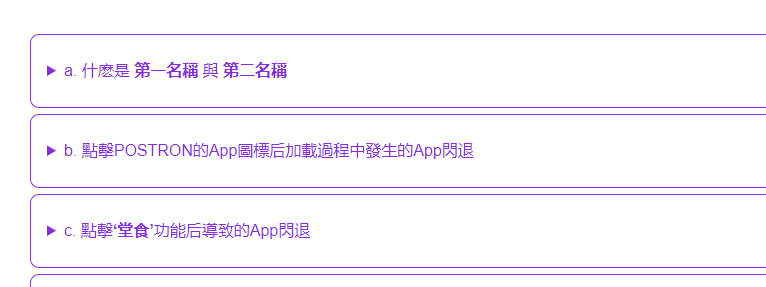 a. 什麽是 第一名稱 與 第二名稱
b. 點擊POSTRON的App圖標后加載過程中發生的App閃退
c. 點擊‘堂食’功能后導致的App閃退